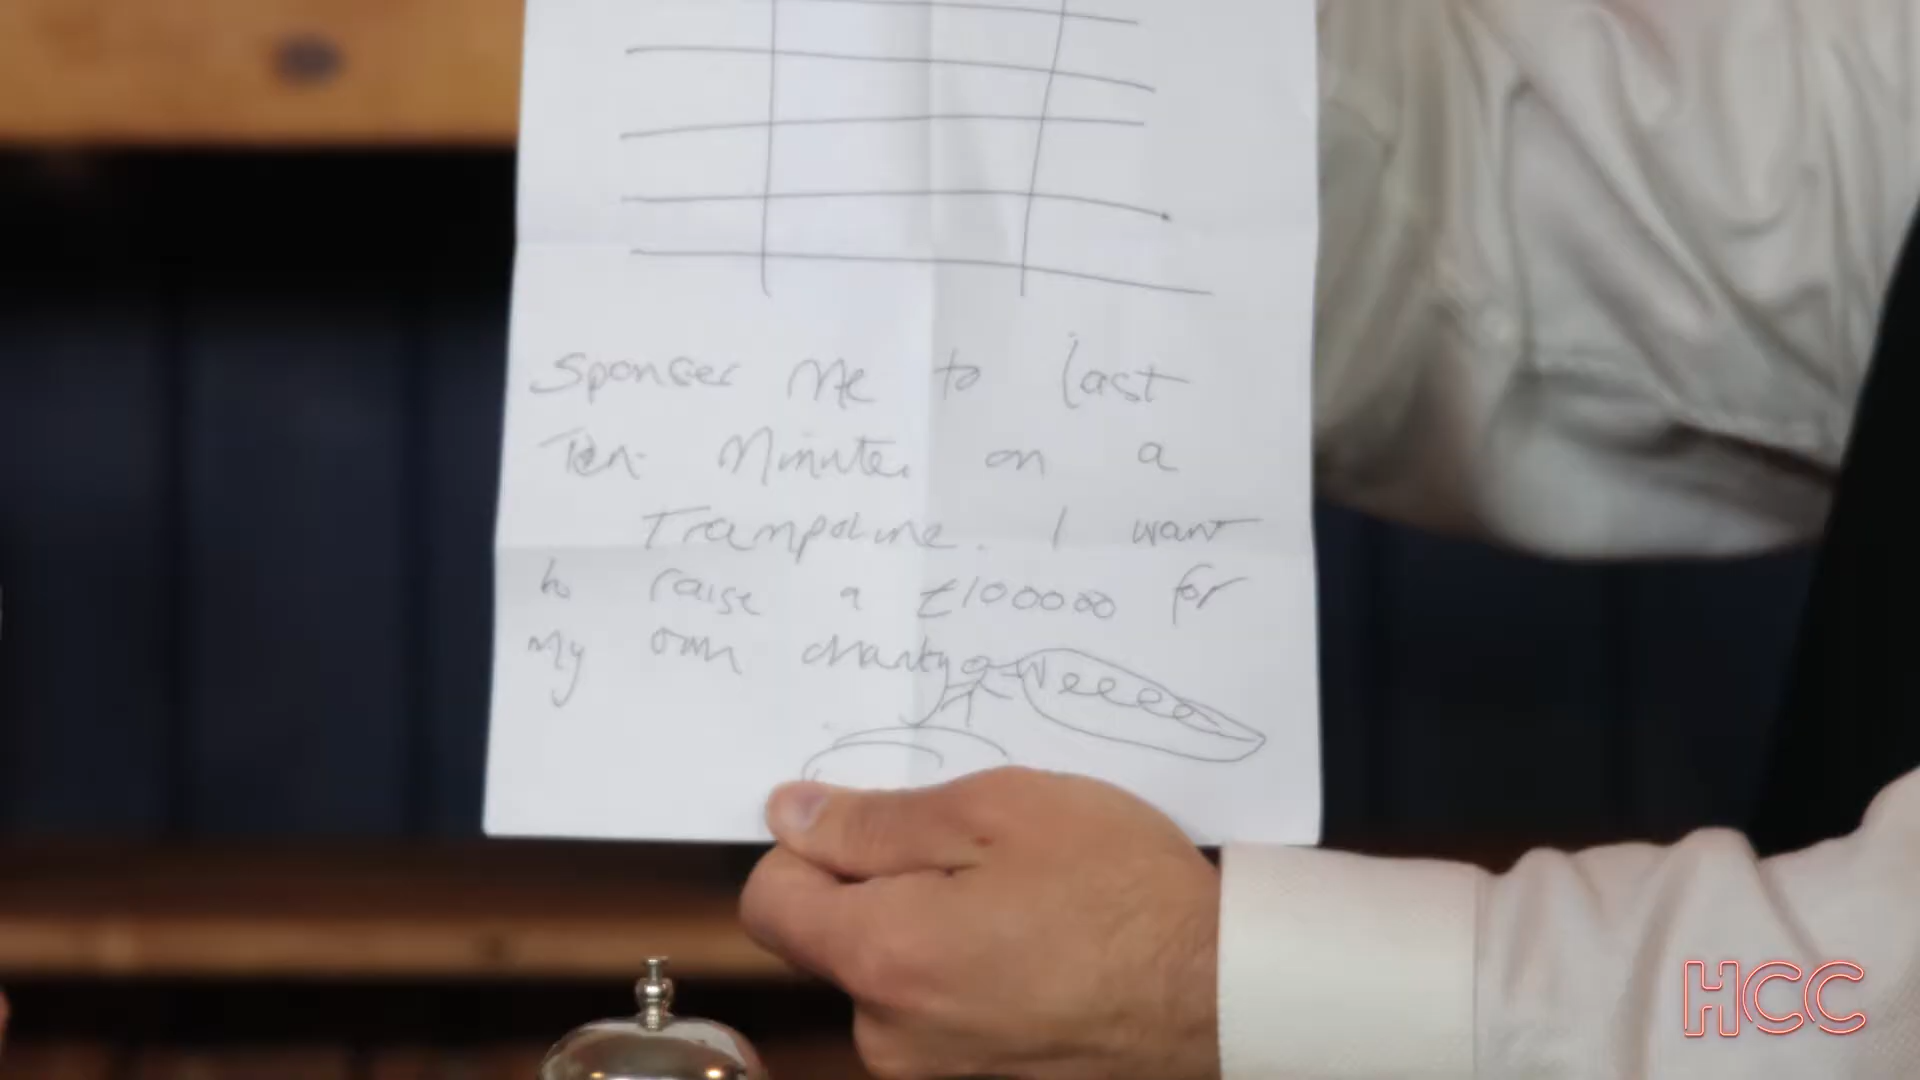 Sponser Me to last
Ten Minutes on a
Trampoline. I want
to raise a £100000 for
my own charity
Weeee
HCC